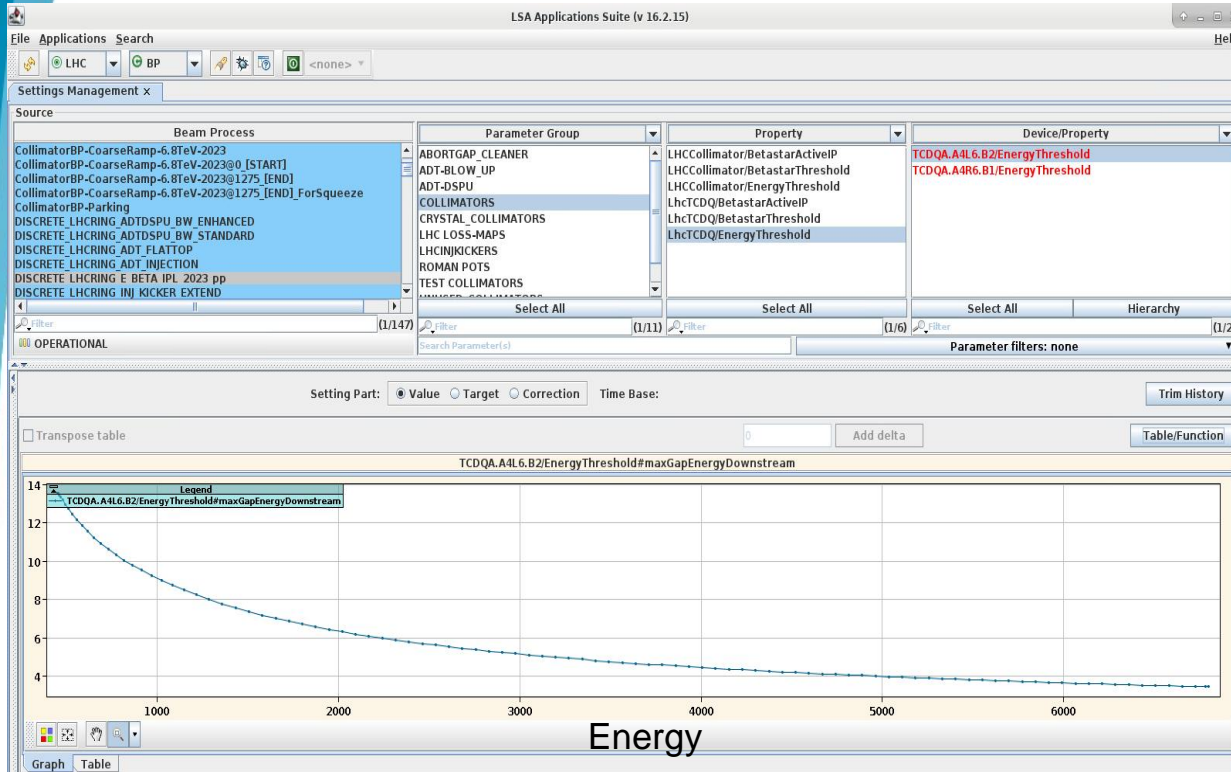 LSA Applications Suite (v 16.2.15)
File Applications Search
LHC BP <none>
Settings Management x
Source
Beam Process
CollimatorBP-CoarseRamp-6.8TeV-2023
CollimatorBP-CoarseRamp-6.8TeV-2023@0_[START]
CollimatorBP-CoarseRamp-6.8TeV-2023@1275_[END]
CollimatorBP-CoarseRamp-6.8TeV-2023@1275_[END]_ForSqueeze
CollimatorBP-Parking
DISCRETE_LHCRING_ADTDSPU_BW_ENHANCED
DISCRETE_LHCRING_ADTDSPU_BW_STANDARD
DISCRETE_LHCRING_ADT_FLATTOP
DISCRETE_LHCRING_ADT_INJECTION
DISCRETE_LHCRING_E_BETA_IPL_2023_pp
DISCRETE_LHCRING_INJ_KICKER_EXTEND
Filter (1/147)
OPERATIONAL
Parameter Group
ABORTGAP_CLEANER
ADT-BLOW_UP
ADT-DSPU
COLLIMATORS
CRYSTAL_COLLIMATORS
LHC LOSS-MAPS
LHCINJKICKERS
ROMAN POTS
TEST COLLIMATORS
Select All
Filter (1/11)
Search Parameter(s)
Property
LHCCollimator/BetastarActiveIP
LHCCollimator/BetastarThreshold
LHCCollimator/EnergyThreshold
LhcTCDQ/BetastarActiveIP
LhcTCDQ/BetastarThreshold
LhcTCDQ/EnergyThreshold
Select All
Filter (1/6)
Device/Property
TCDQA.A4L6.B2/EnergyThreshold
TCDQA.A4R6.B1/EnergyThreshold
Select All Hierarchy
Filter
Parameter filters: none
Setting Part: Value Target Correction Time Base: Trim History
Transpose table 0 Add delta Table/Function
TCDQA.A4L6.B2/EnergyThreshold#maxGapEnergyDownstream
Legend
TCDQA.A4L6.B2/EnergyThreshold#maxGapEnergyDownstream
14
12
10
8
6
4
1000 2000 3000 4000 5000 6000
Energy
Graph Table